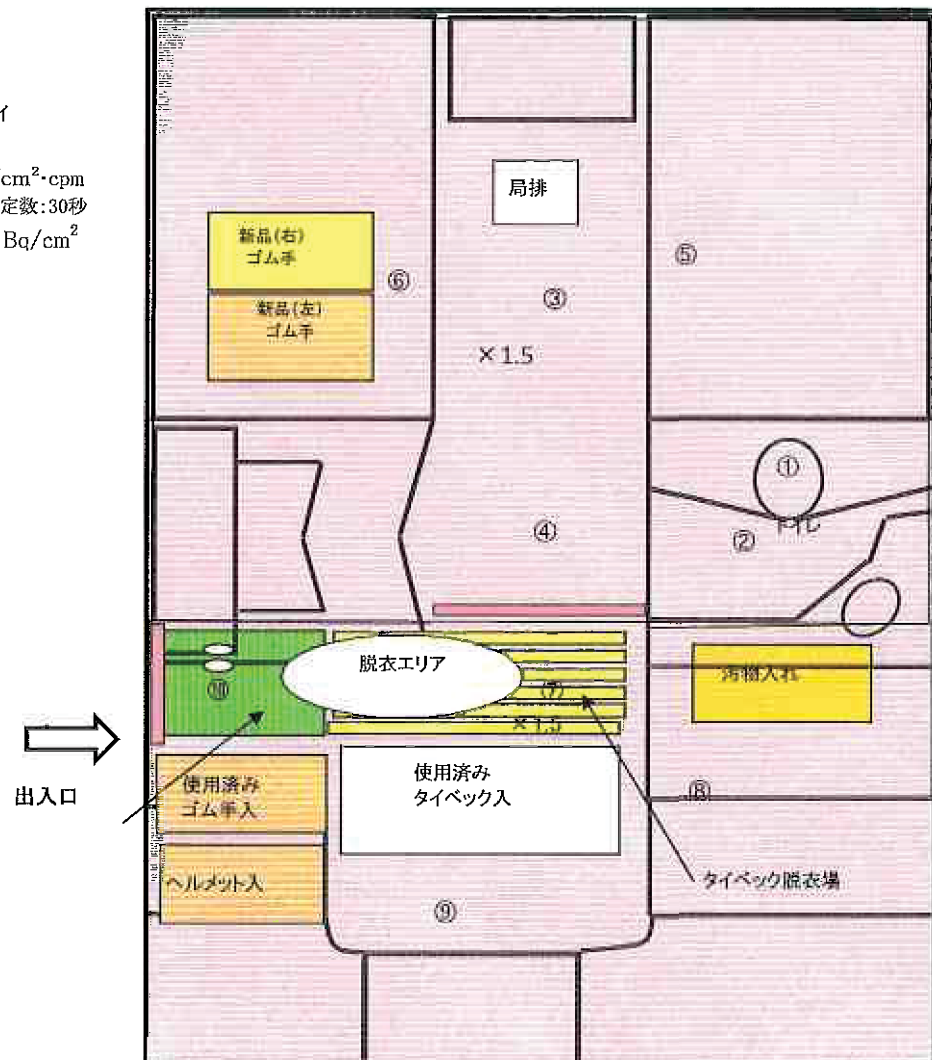 イ
cm²・cpm
定数:30秒
Bq/cm²
局排
新品(右)
ゴム手
⑥
⑤
③
新品(左)
ゴム手
×1.5
①
トイレ
④
②
脱衣エリア
⑦
汚物入れ
⑩
×1.5
出入口
使用済み
ゴム手入
使用済み
タイベック入
⑧
ヘルメット入
タイベック脱衣場
⑨